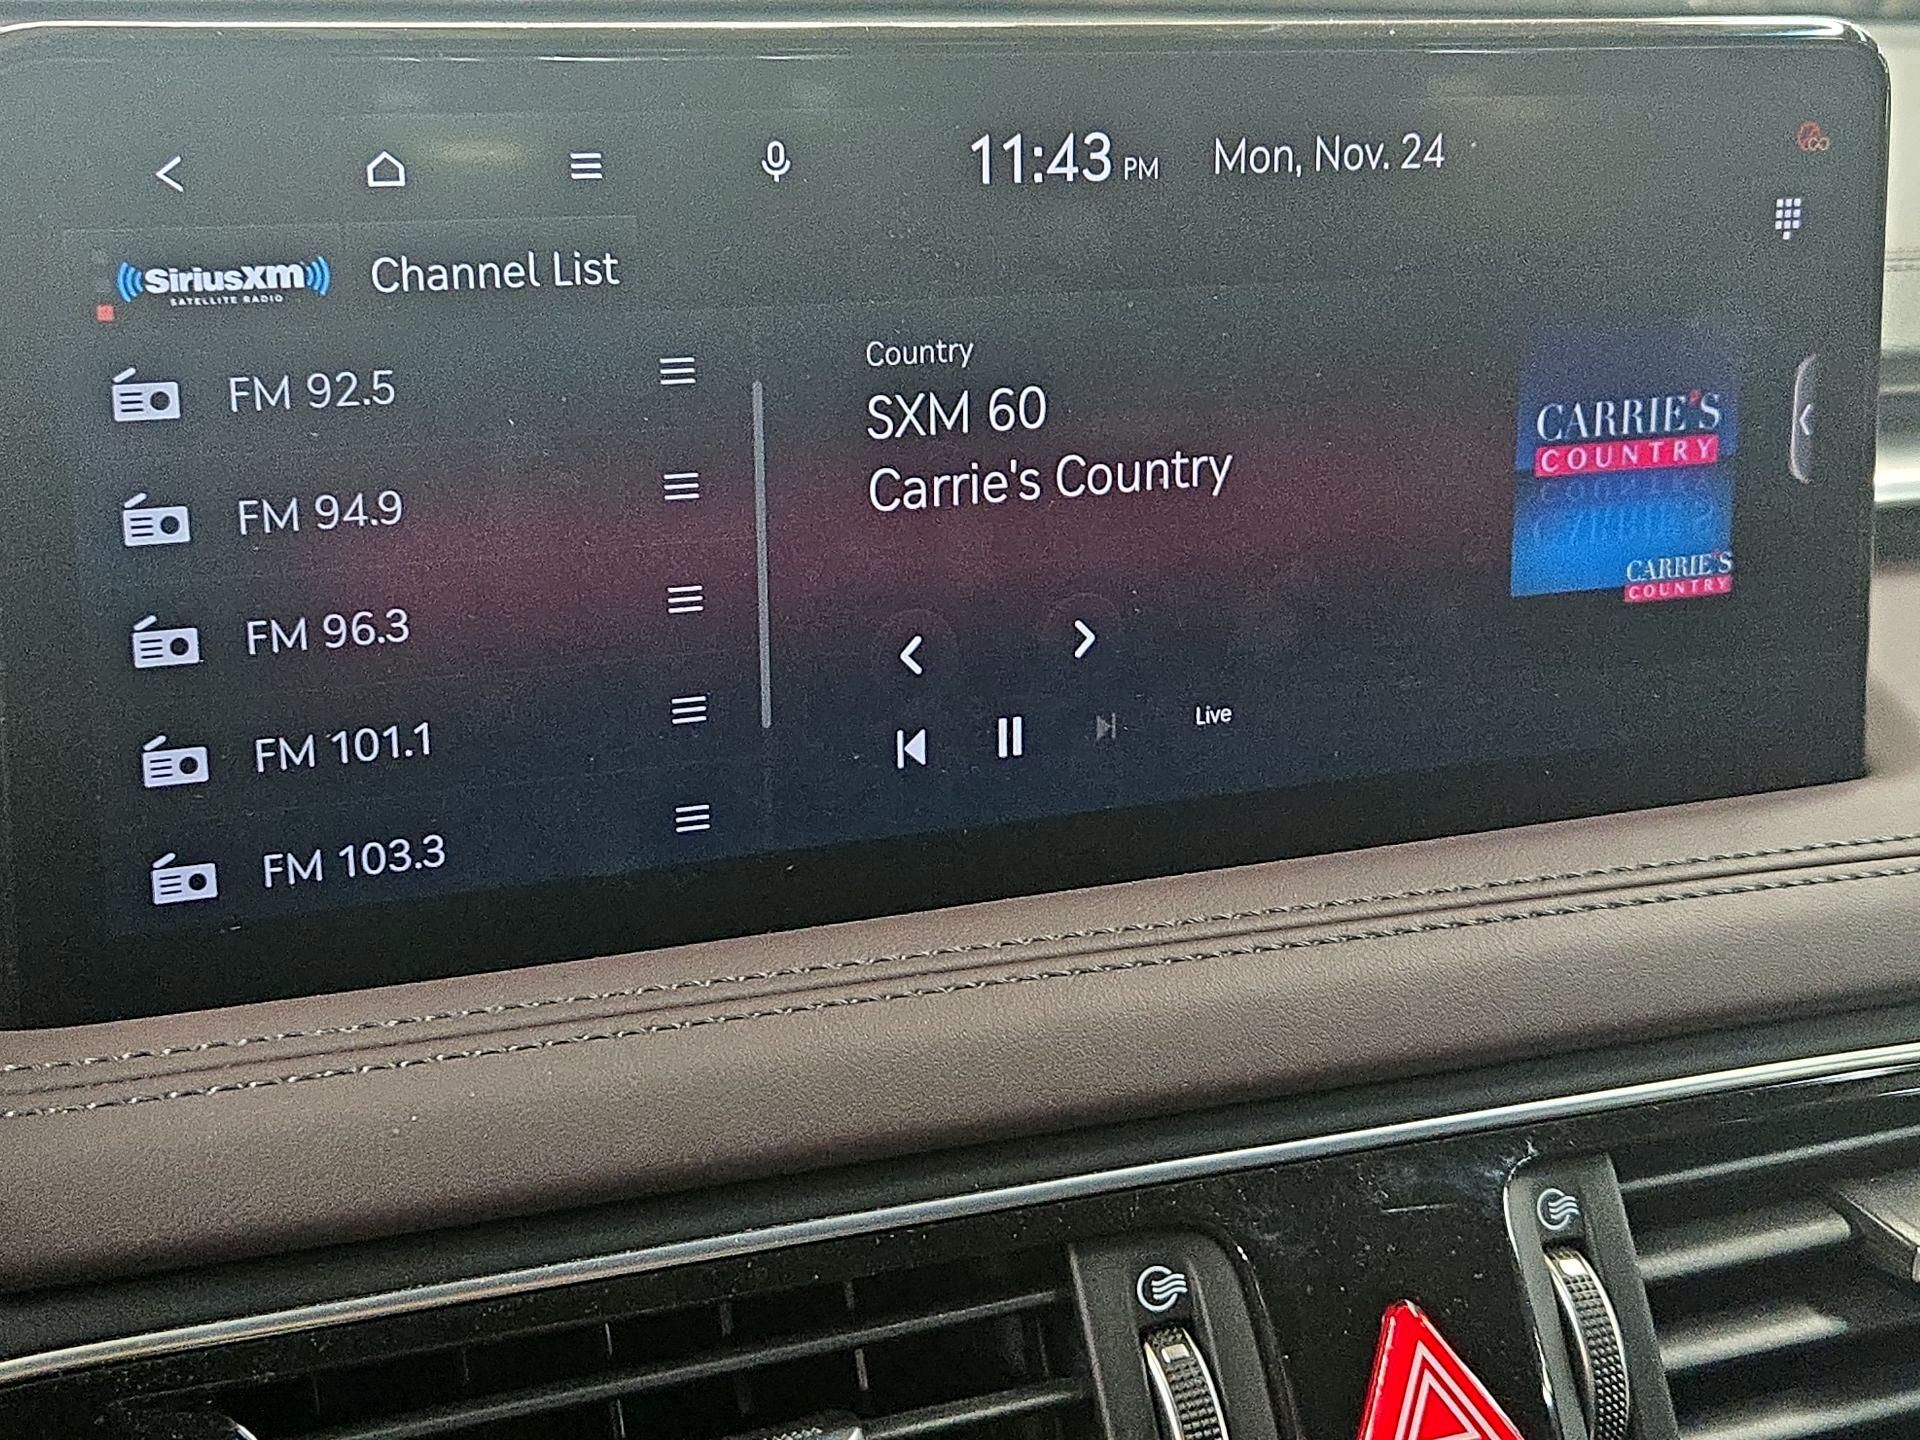 11:43 PM Mon, Nov. 24
SiriusXM
SATELLITE RADIO
Channel List
FM 92.5
FM 94.9
FM 96.3
FM 101.1
FM 103.3
Country
SXM 60
Carrie's Country
Live
CARRIE'S
COUNTRY
CARRIE'S
COUNTRY